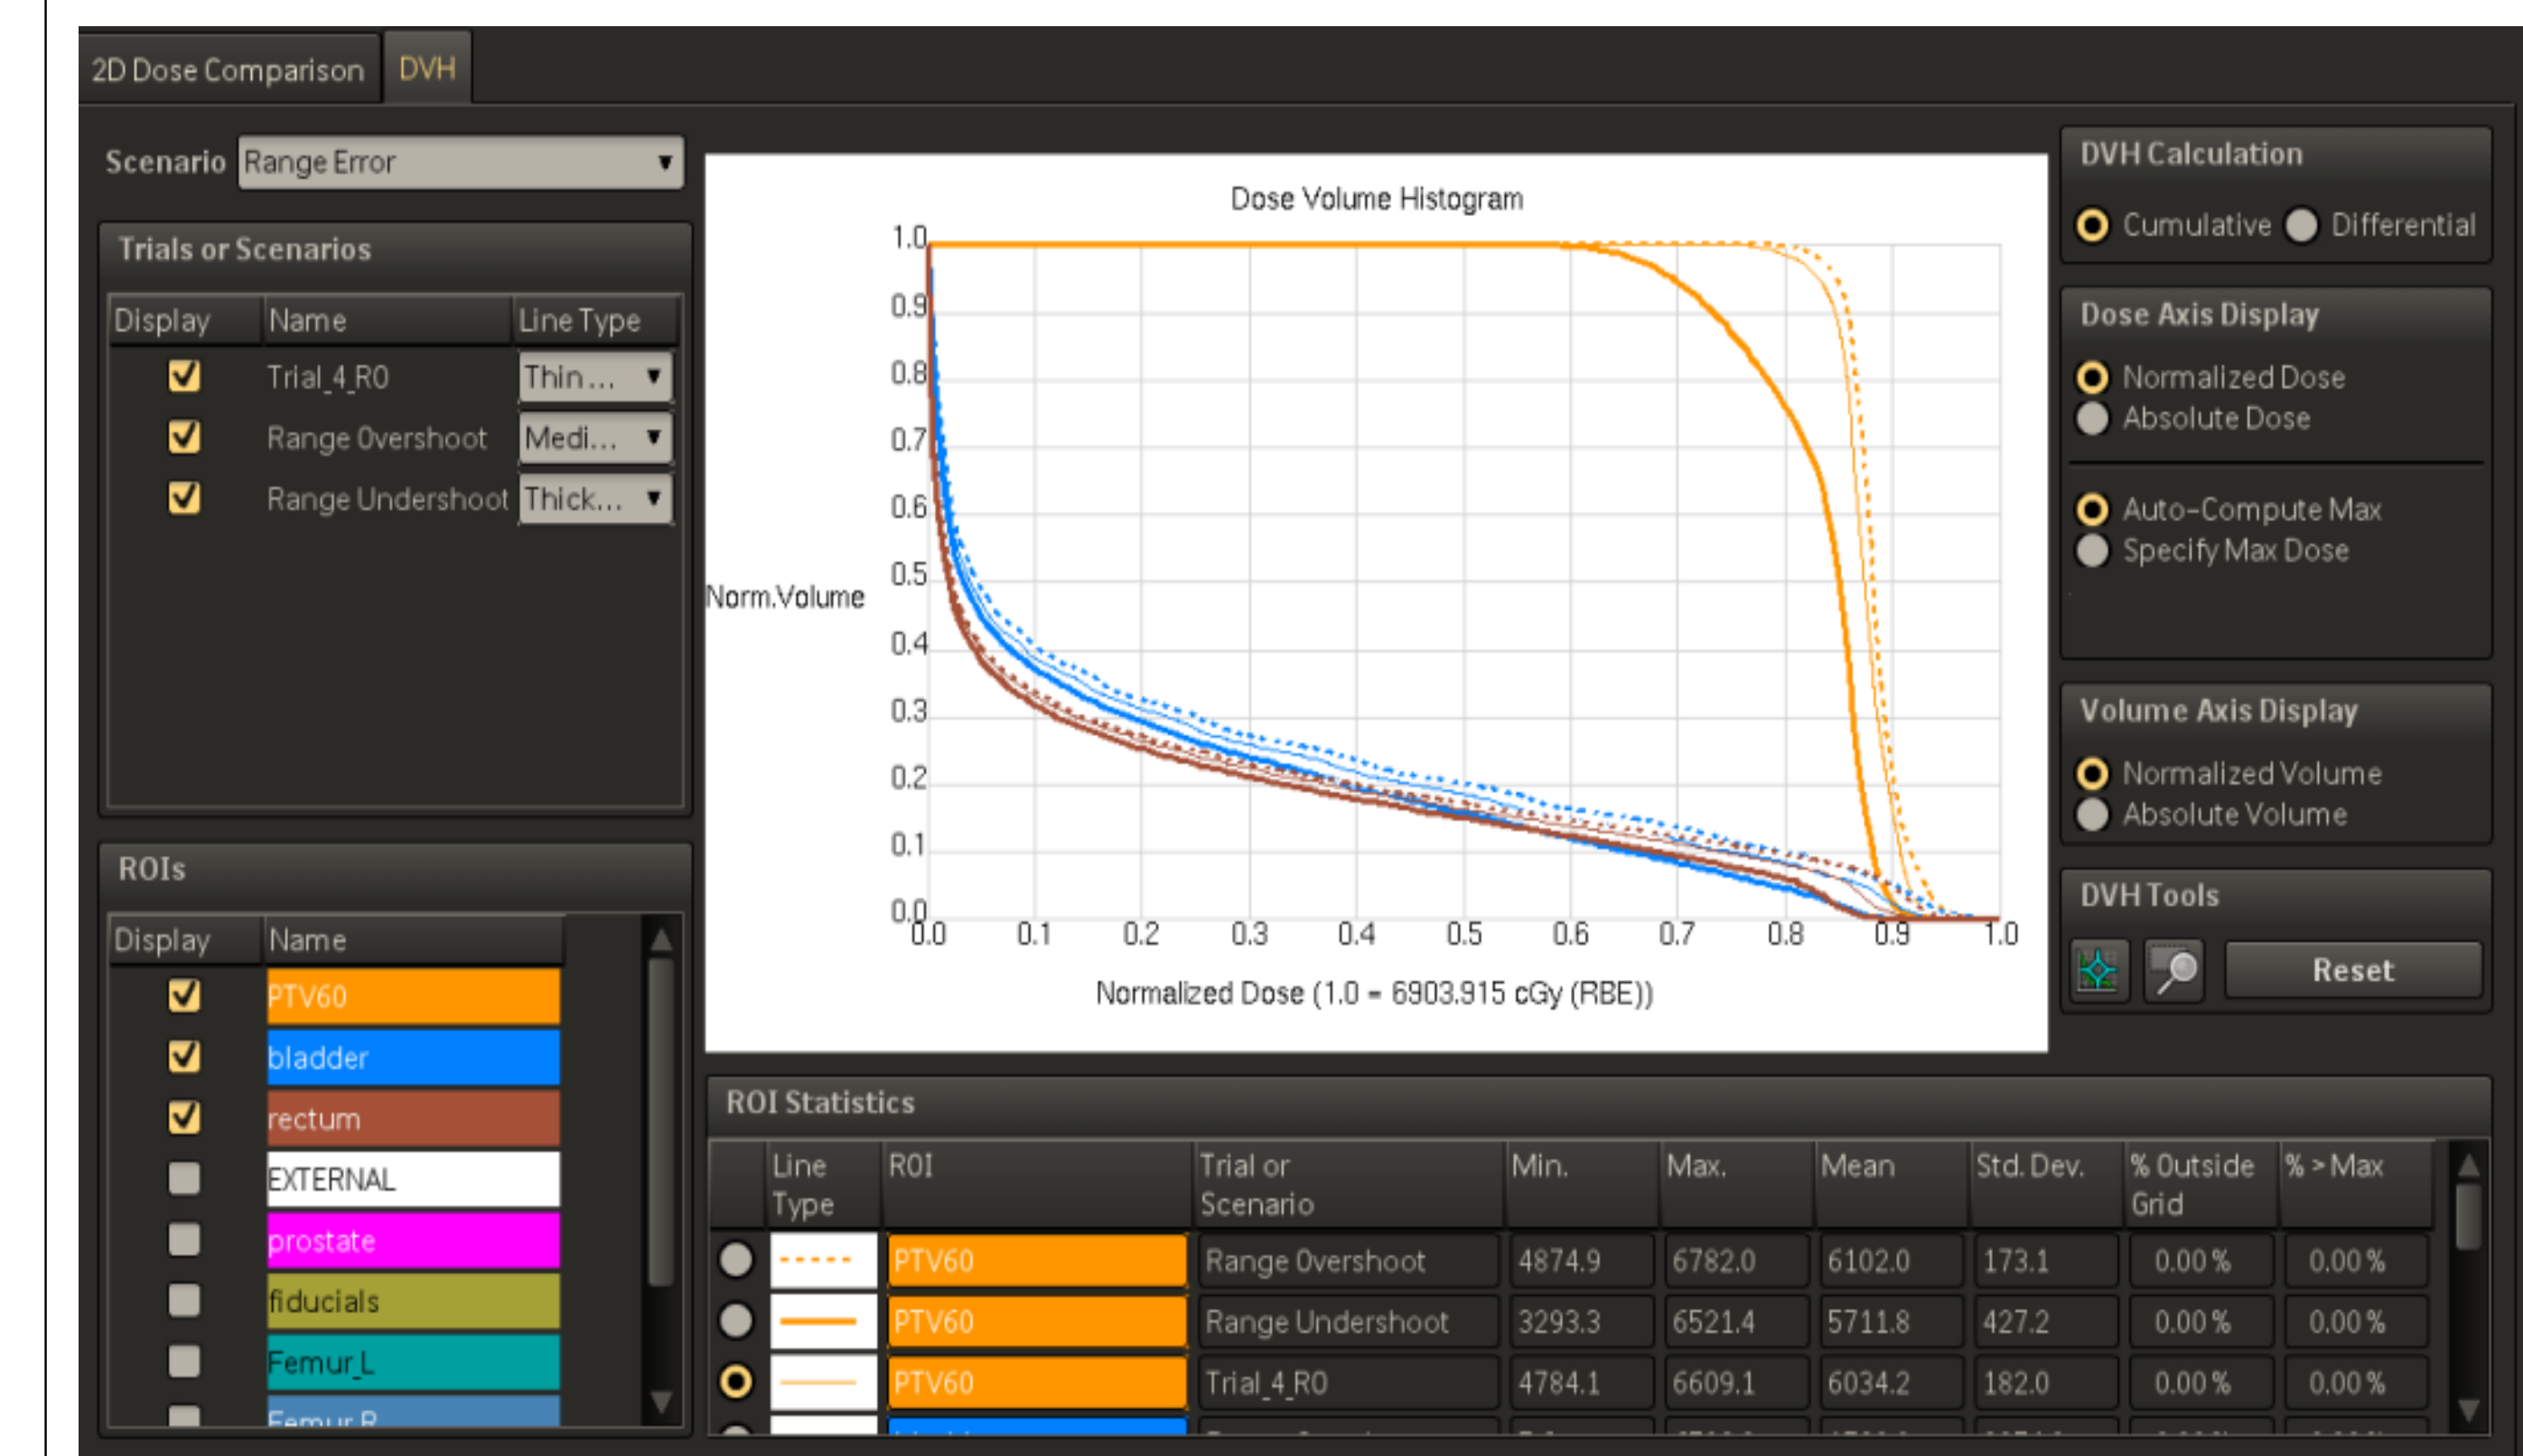 2D Dose Comparison DVH
Scenario Range Error
Trials or Scenarios
Display Name Line Type
Trial_4_RO Thin...
Range Overshoot Medi...
Range Undershoot Thick...
ROIs
Display Name
PTV60
bladder
rectum
EXTERNAL
prostate
fiducials
Femur_L
Femur_R
Dose Volume Histogram
1.0
0.9
0.8
0.7
0.6
0.5
Norm.Volume
0.4
0.3
0.2
0.1
0.0
0.0 0.1 0.2 0.3 0.4 0.5 0.6 0.7 0.8 0.9 1.0
Normalized Dose (1.0 = 6903.915 cGy (RBE))
DVH Calculation
Cumulative Differential
Dose Axis Display
Normalized Dose
Absolute Dose
Auto-Compute Max
Specify Max Dose
Volume Axis Display
Normalized Volume
Absolute Volume
DVH Tools
Reset
ROI Statistics
Line Type ROI Trial or Scenario Min. Max. Mean Std. Dev. % Outside Grid % > Max
PTV60 Range Overshoot 4874.9 6782.0 6102.0 173.1 0.00 % 0.00 %
PTV60 Range Undershoot 3293.3 6521.4 5711.8 427.2 0.00 % 0.00 %
PTV60 Trial_4_RO 4784.1 6609.1 6034.2 182.0 0.00 % 0.00 %